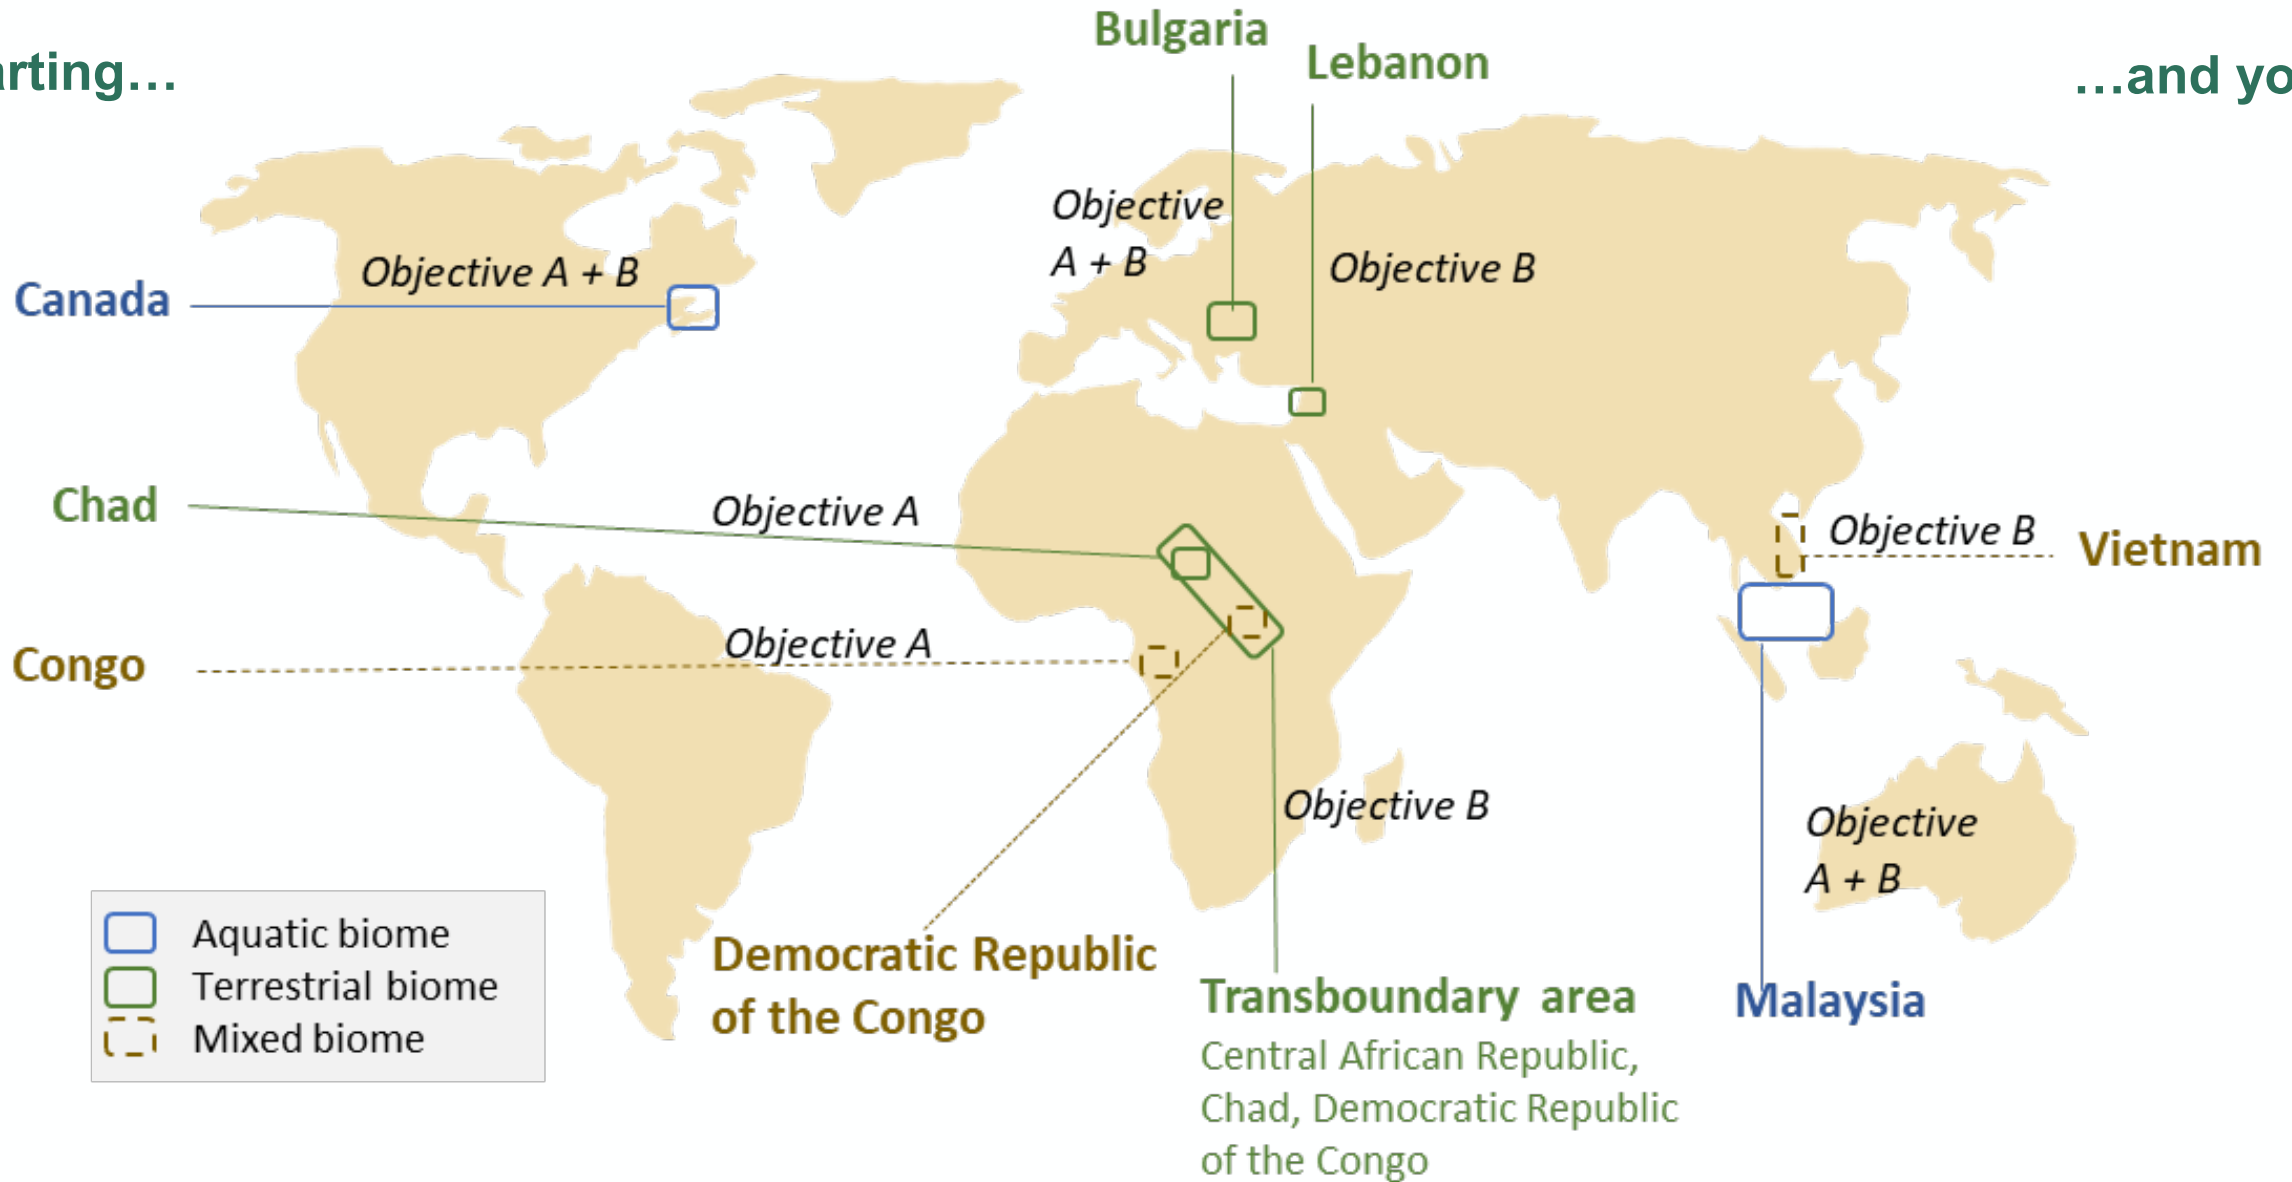 arting…
…and yo
Bulgaria
Lebanon
Objective
A + B
Objective B
Objective A + B
Canada
Chad
Objective A
Objective B
Vietnam
Objective A
Congo
Objective B
Objective
A + B
Democratic Republic
of the Congo
Transboundary area
Central African Republic,
Chad, Democratic Republic
of the Congo
Malaysia
Aquatic biome
Terrestrial biome
Mixed biome